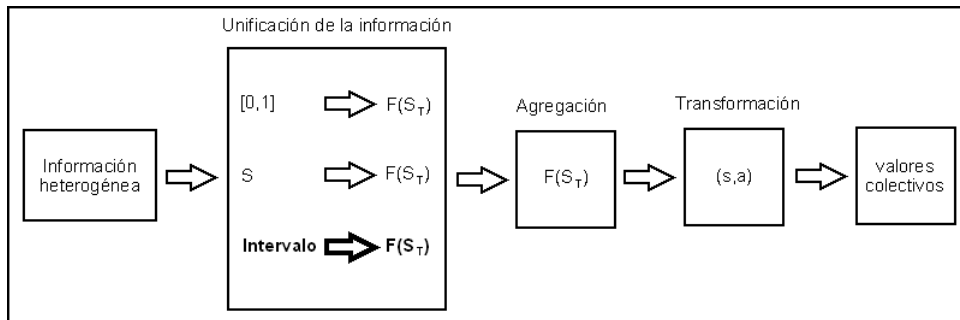 Unificación de la información
Información
heterogénea
[0,1]
F(S_T)
S
F(S_T)
Intervalo
F(S_T)
Agregación
F(S_T)
Transformación
(s,a)
valores
colectivos